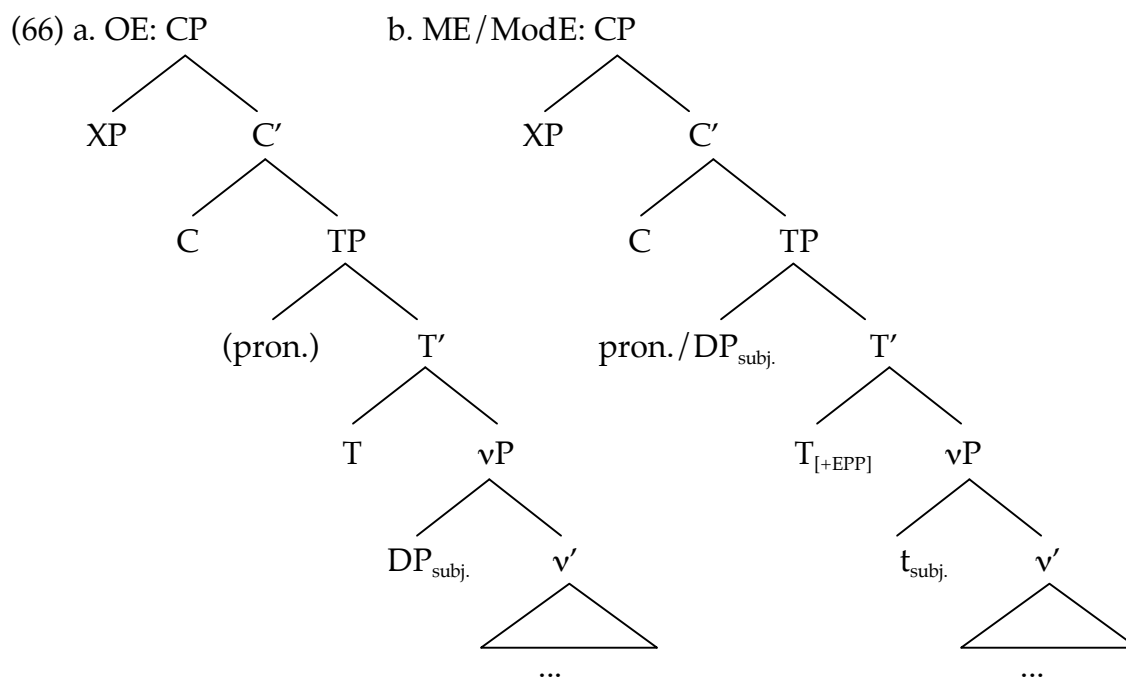 (66) a. OE: CP b. ME/ModE: CP
XP C′ XP C′
C TP C TP
(pron.) T′ pron./DPsubj. T′
T νP T[+EPP] νP
DPsubj. ν′ tsubj. ν′
... ...